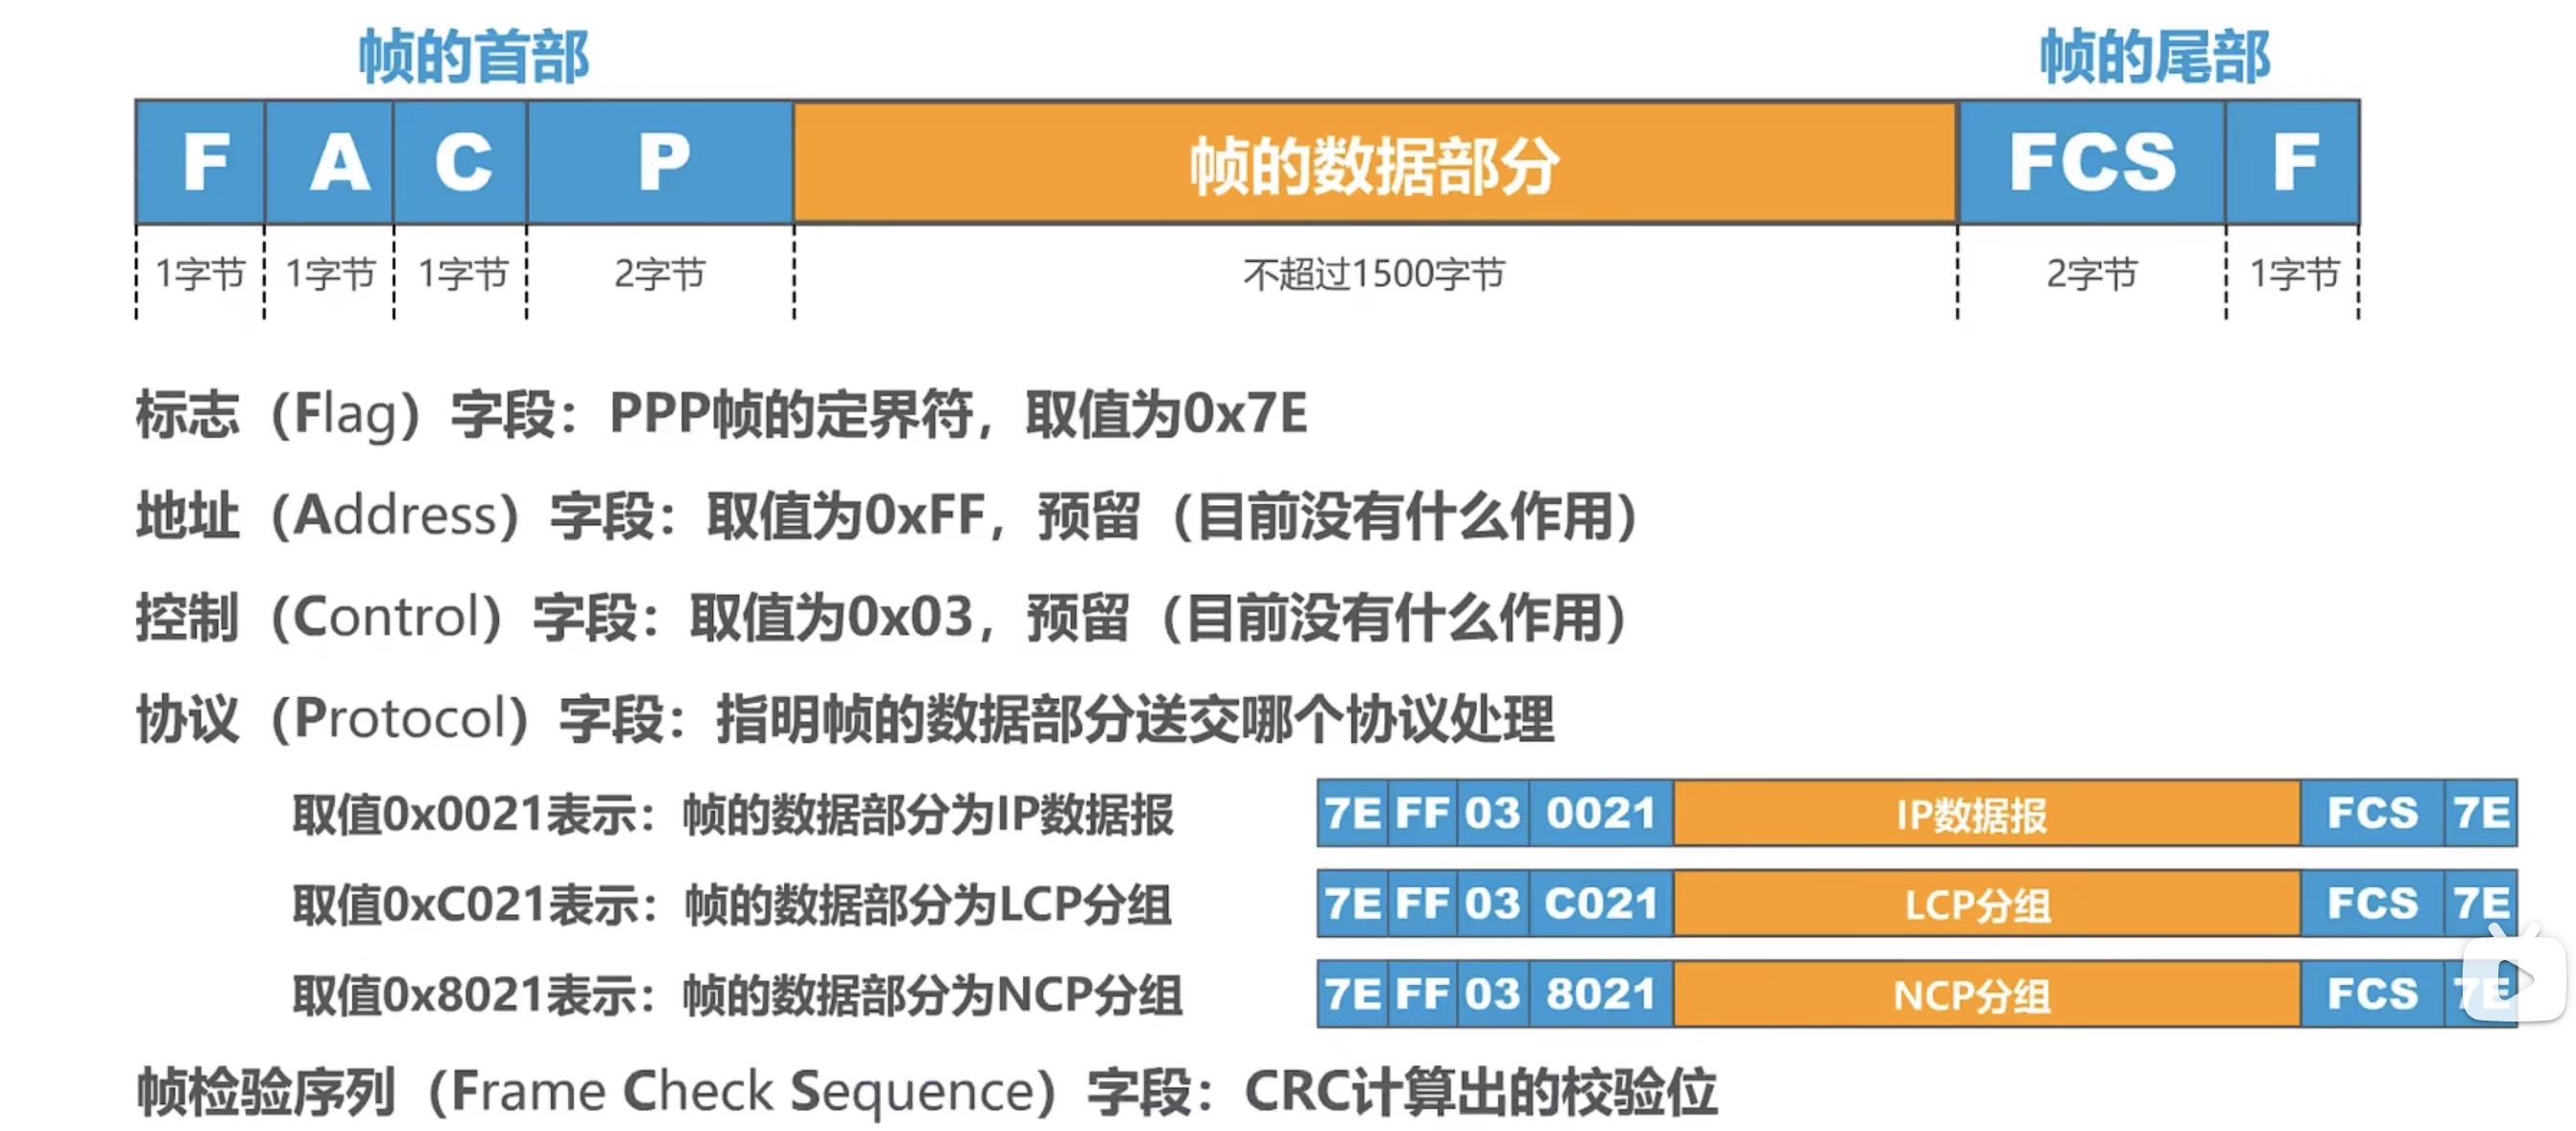 帧的首部 帧的尾部
F A C P 帧的数据部分 FCS F
1字节 1字节 1字节 2字节 不超过1500字节 2字节 1字节
标志（Flag）字段：PPP帧的定界符，取值为0x7E
地址（Address）字段：取值为0xFF，预留（目前没有什么作用）
控制（Control）字段：取值为0x03，预留（目前没有什么作用）
协议（Protocol）字段：指明帧的数据部分送交哪个协议处理
取值0x0021表示：帧的数据部分为IP数据报 7E FF 03 0021 IP数据报 FCS 7E
取值0xC021表示：帧的数据部分为LCP分组 7E FF 03 C021 LCP分组 FCS 7E
取值0x8021表示：帧的数据部分为NCP分组 7E FF 03 8021 NCP分组 FCS 7E
帧检验序列（Frame Check Sequence）字段：CRC计算出的校验位